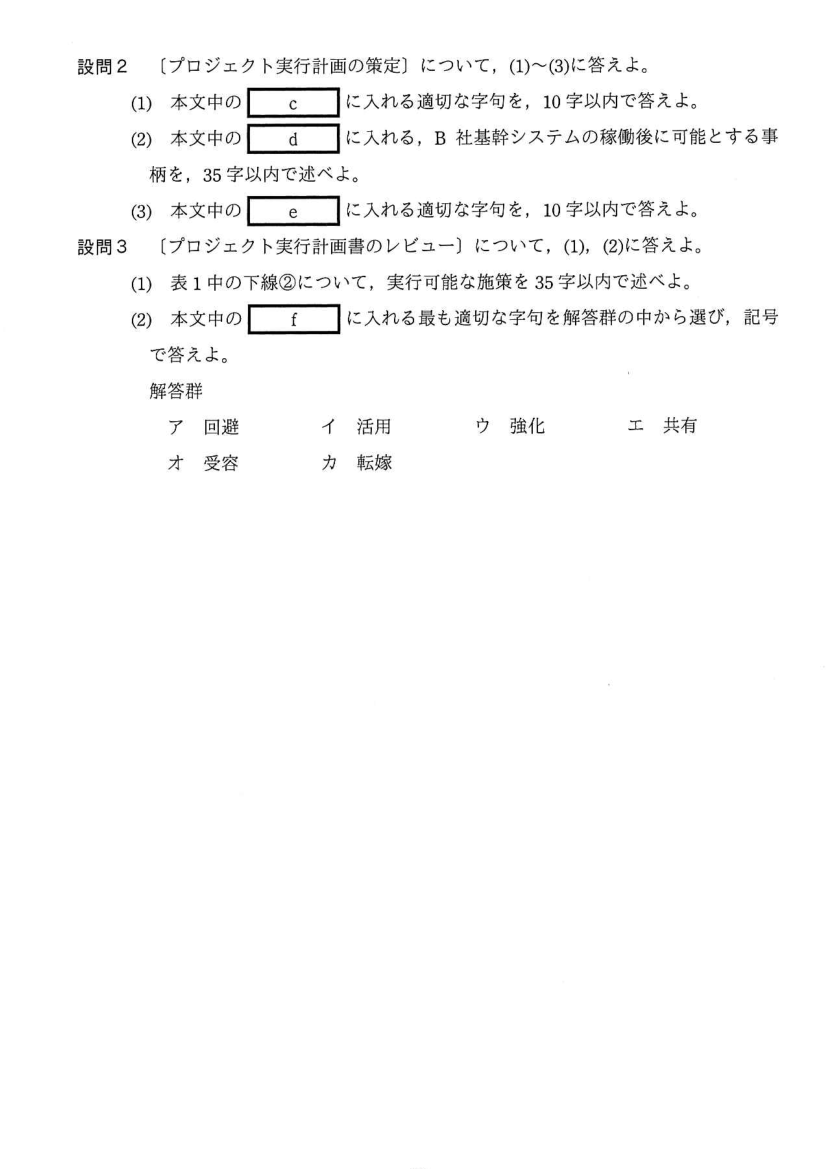 設問2 〔プロジェクト実行計画の策定〕について，(1)～(3)に答えよ。
(1) 本文中の c に入れる適切な字句を，10字以内で答えよ。
(2) 本文中の d に入れる，B社基幹システムの稼働後に可能とする事
柄を，35字以内で述べよ。
(3) 本文中の e に入れる適切な字句を，10字以内で答えよ。
設問3 〔プロジェクト実行計画書のレビュー〕について，(1)，(2)に答えよ。
(1) 表1中の下線②について，実行可能な施策を35字以内で述べよ。
(2) 本文中の f に入れる最も適切な字句を解答群の中から選び，記号
で答えよ。
解答群
ア 回避 イ 活用 ウ 強化 エ 共有
オ 受容 カ 転嫁